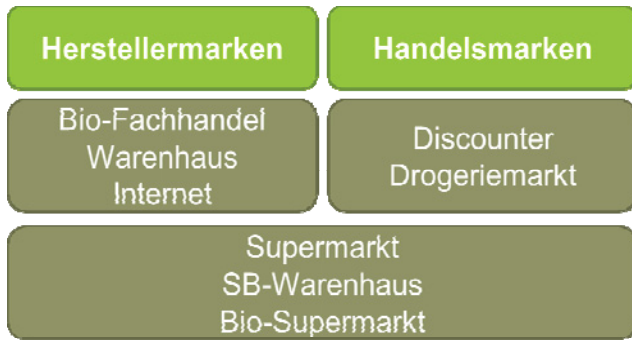 Herstellermarken
Handelsmarken
Bio-Fachhandel
Warenhaus
Internet
Discounter
Drogeriemarkt
Supermarkt
SB-Warenhaus
Bio-Supermarkt